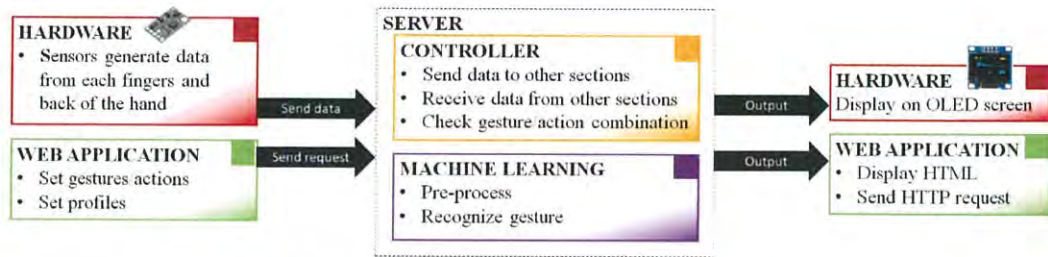 HARDWARE
• Sensors generate data
from each fingers and
back of the hand
WEB APPLICATION
• Set gestures actions
• Set profiles
Send data
Send request
SERVER
CONTROLLER
• Send data to other sections
• Receive data from other sections
• Check gesture action combination
MACHINE LEARNING
• Pre-process
• Recognize gesture
Output
Output
HARDWARE
Display on OLED screen
WEB APPLICATION
• Display HTML
• Send HTTP request